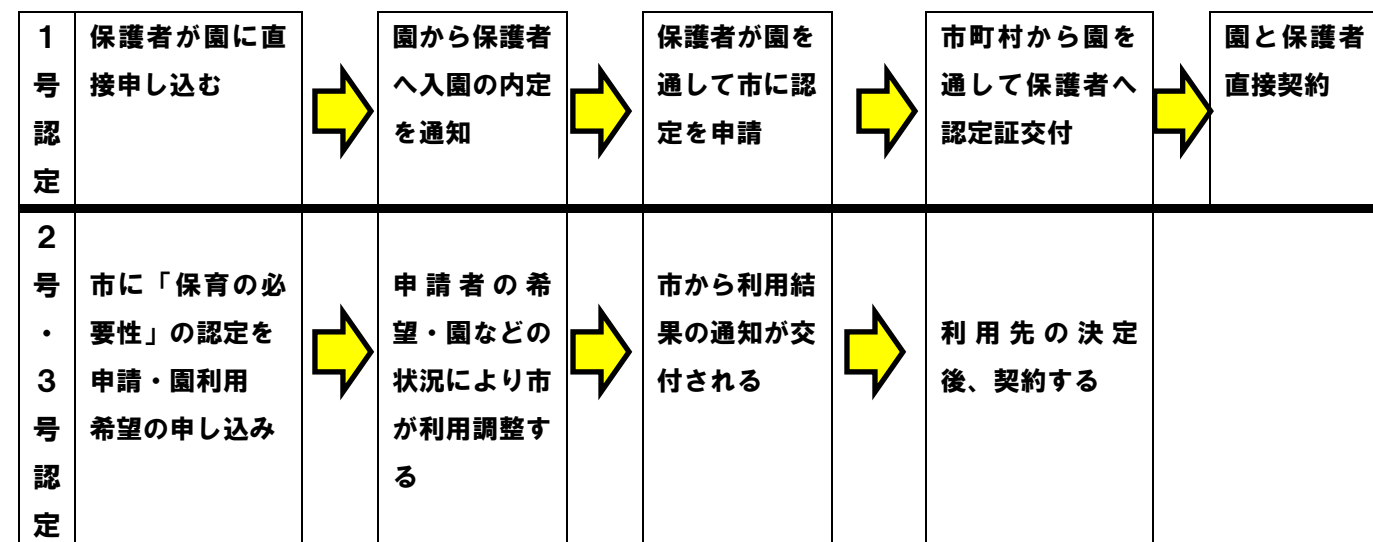 1号認定
保護者が園に直
接申し込む
園から保護者
へ入園の内定
を通知
保護者が園を
通して市に認
定を申請
市町村から園を
通して保護者へ
認定証交付
園と保護者
直接契約
2号・3号認定
市に「保育の必
要性」の認定を
申請・園利用
希望の申し込み
申請者の希
望・園などの
状況により市
が利用調整す
る
市から利用結
果の通知が交
付される
利用先の決定
後、契約する